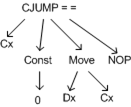 CJUMP = =
Cx
Const Move NOP
0 Dx Cx